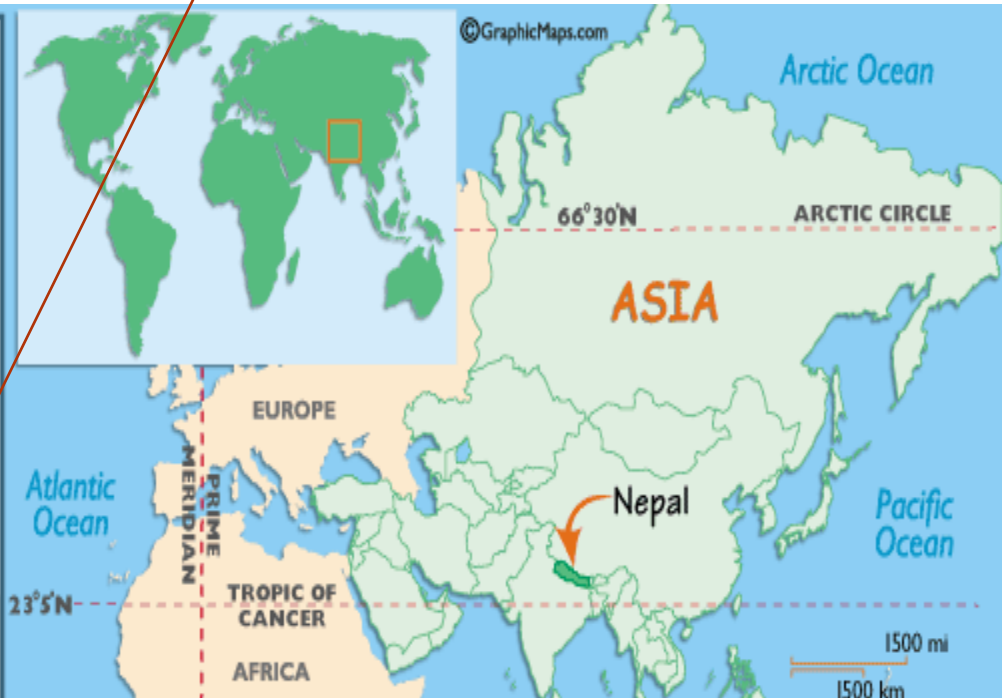 ©GraphicMaps.com
Arctic Ocean
66°30'N
ARCTIC CIRCLE
ASIA
EUROPE
Atlantic
Ocean
PRIME
MERIDIAN
Nepal
Pacific
Ocean
23°5'N
TROPIC OF
CANCER
AFRICA
1500 mi
1500 km